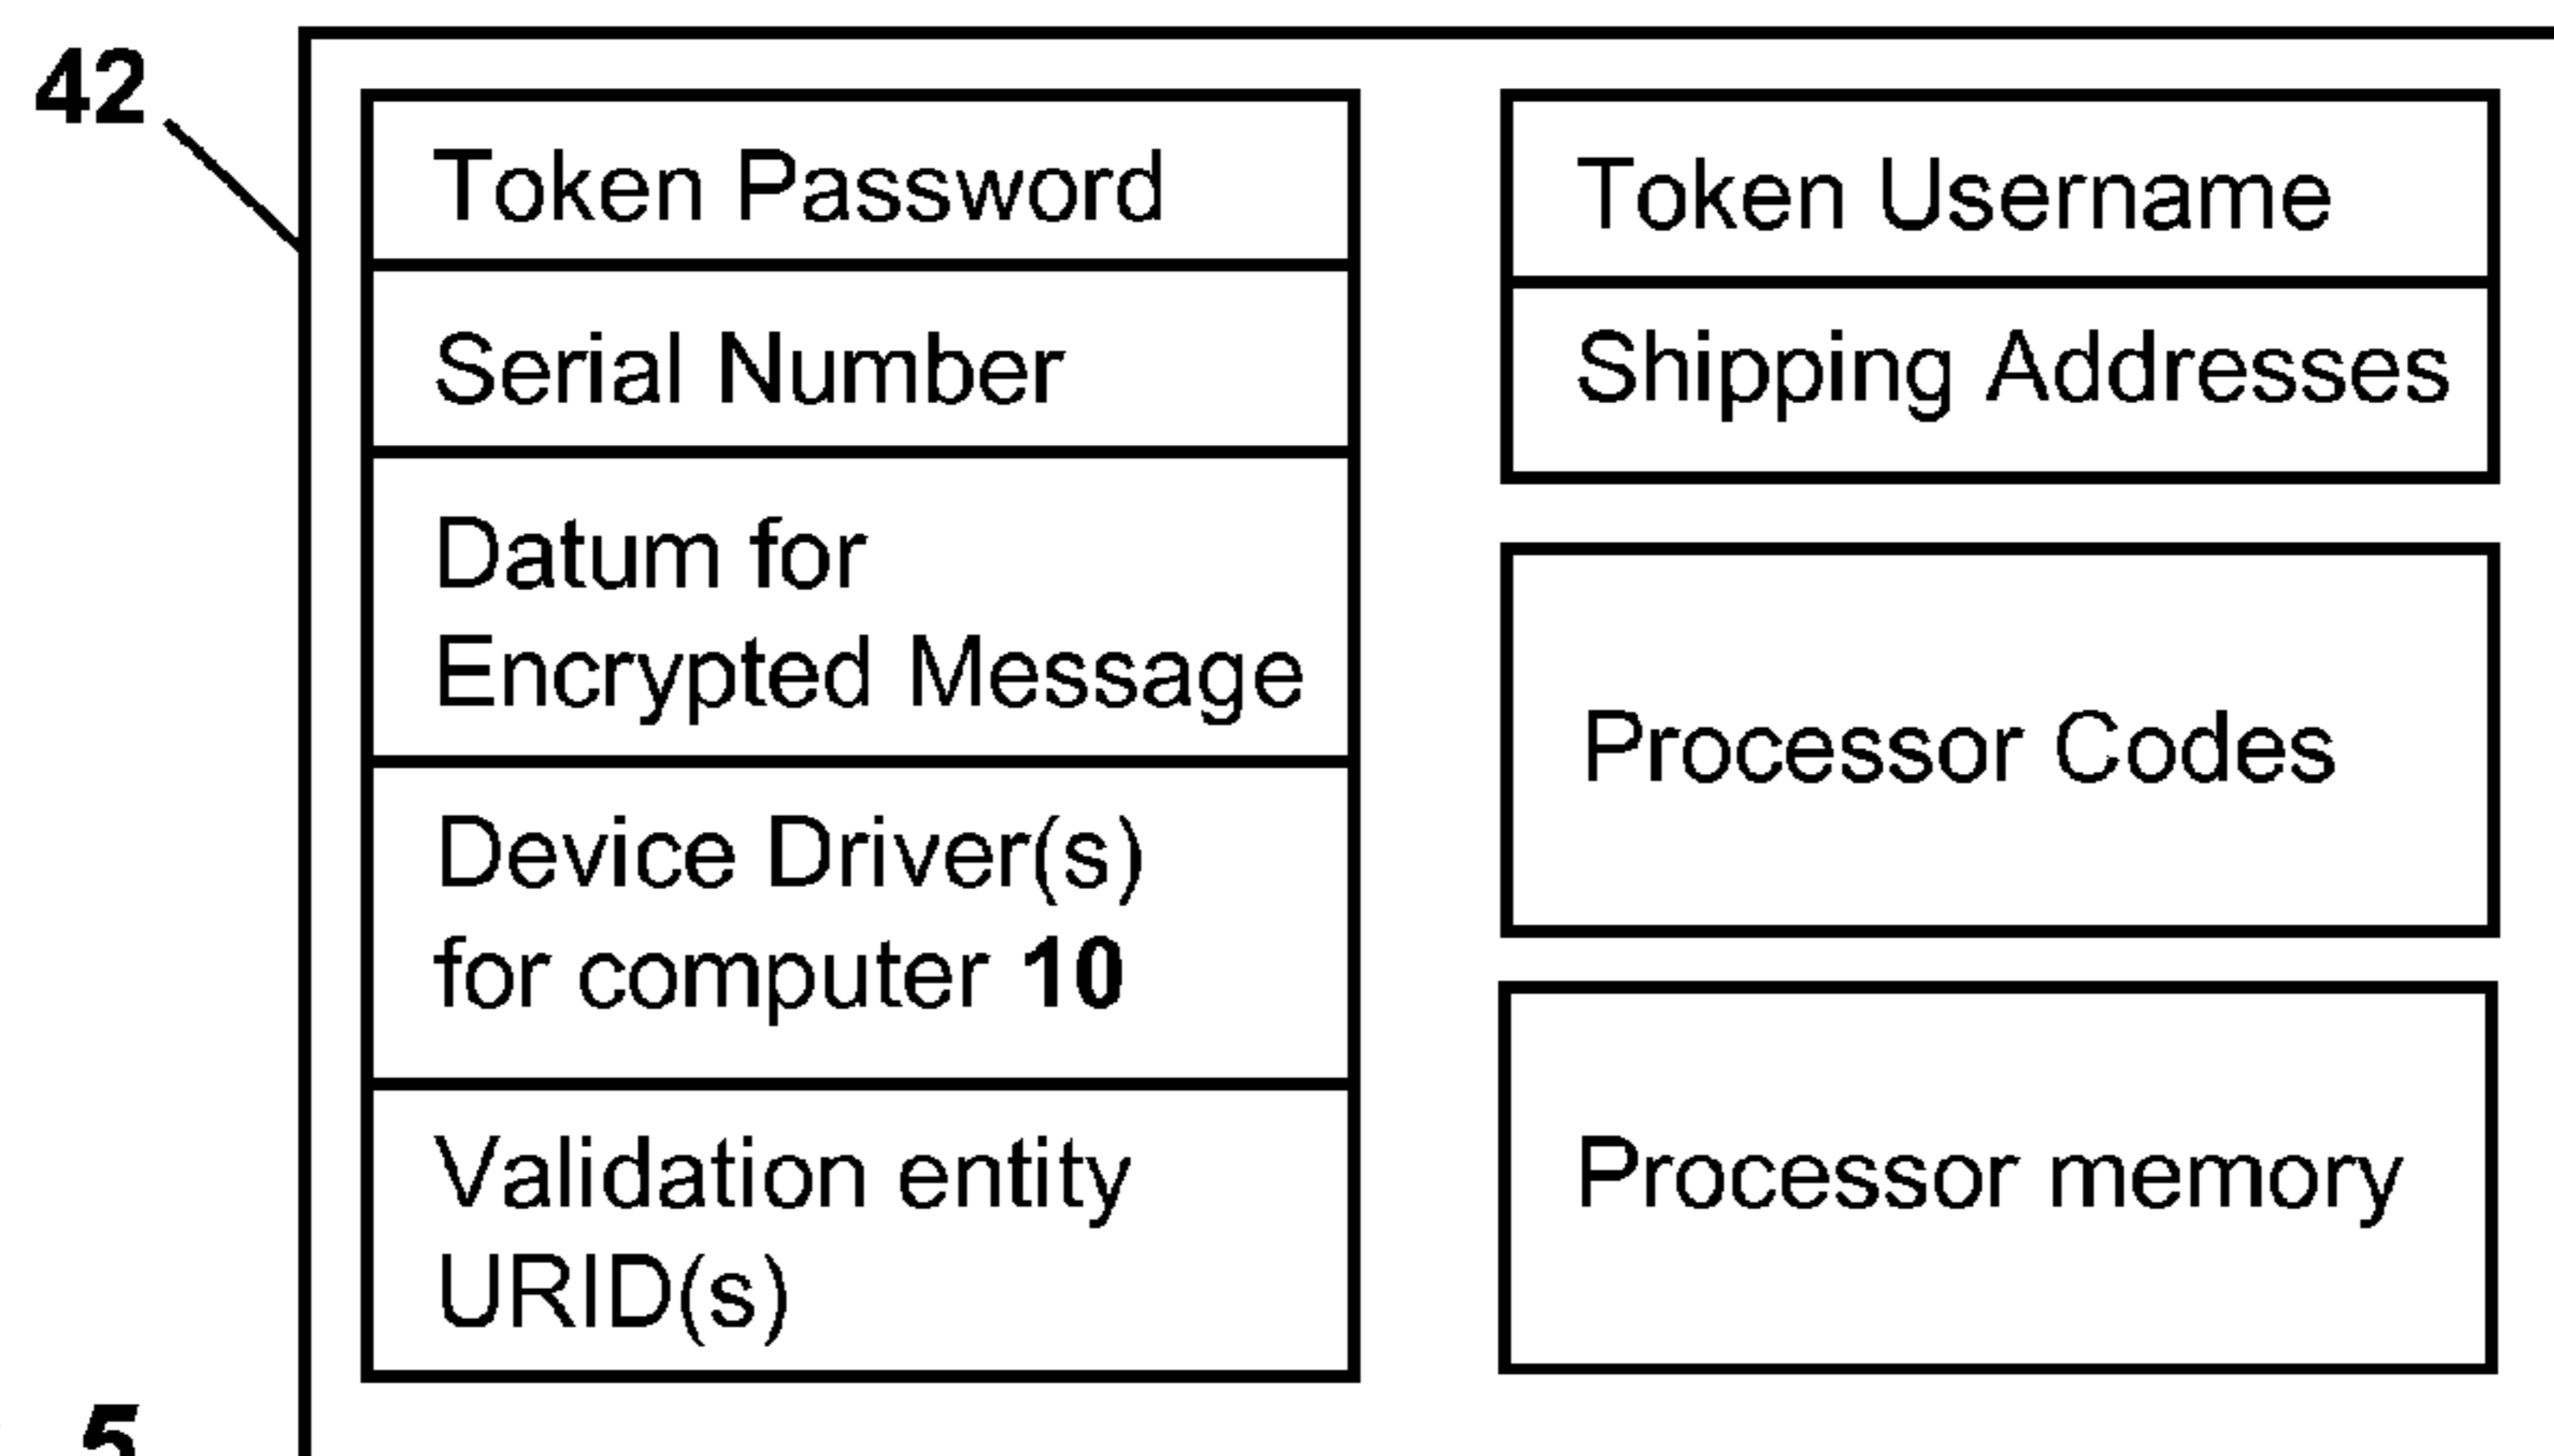 42
Token Password
Serial Number
Datum for
Encrypted Message
Device Driver(s)
for computer 10
Validation entity
URID(s)
Token Username
Shipping Addresses
Processor Codes
Processor memory
5